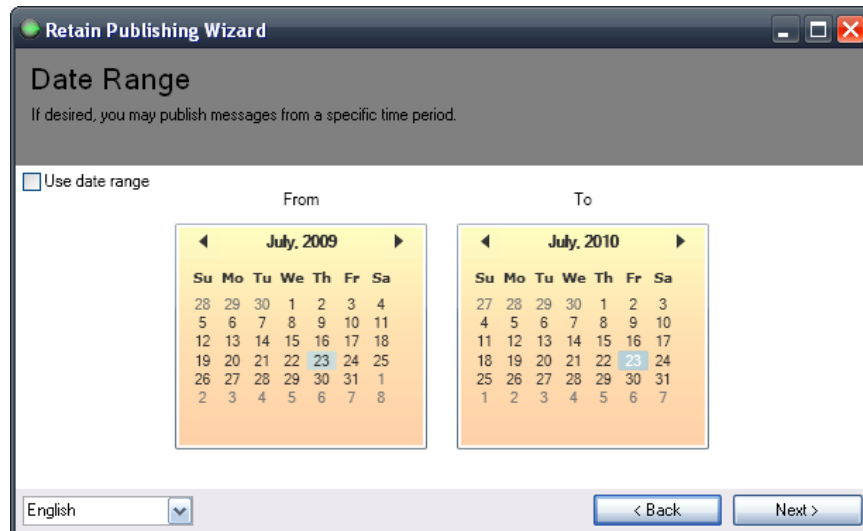 Retain Publishing Wizard
Date Range
If desired, you may publish messages from a specific time period.
Use date range
From
July, 2009
Su Mo Tu We Th Fr Sa
28 29 30 1 2 3 4
5 6 7 8 9 10 11
12 13 14 15 16 17 18
19 20 21 22 23 24 25
26 27 28 29 30 31 1
2 3 4 5 6 7 8
To
July, 2010
Su Mo Tu We Th Fr Sa
27 28 29 30 1 2 3
4 5 6 7 8 9 10
11 12 13 14 15 16 17
18 19 20 21 22 23 24
25 26 27 28 29 30 31
1 2 3 4 5 6 7
English
< Back
Next >